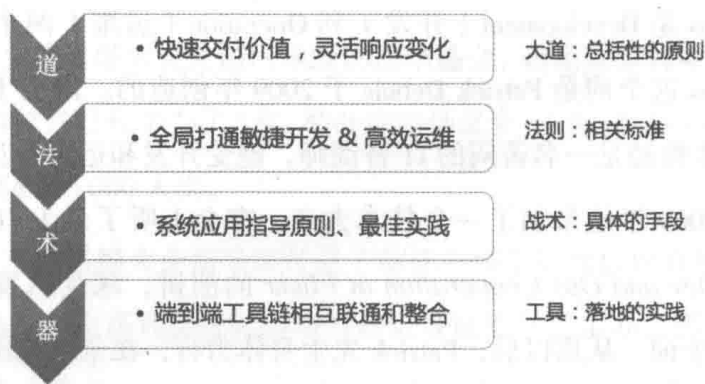 道
• 快速交付价值，灵活响应变化
大道：总括性的原则
法
• 全局打通敏捷开发 & 高效运维
法则：相关标准
术
• 系统应用指导原则、最佳实践
战术：具体的手段
器
• 端到端工具链相互联通和整合
工具：落地的实践